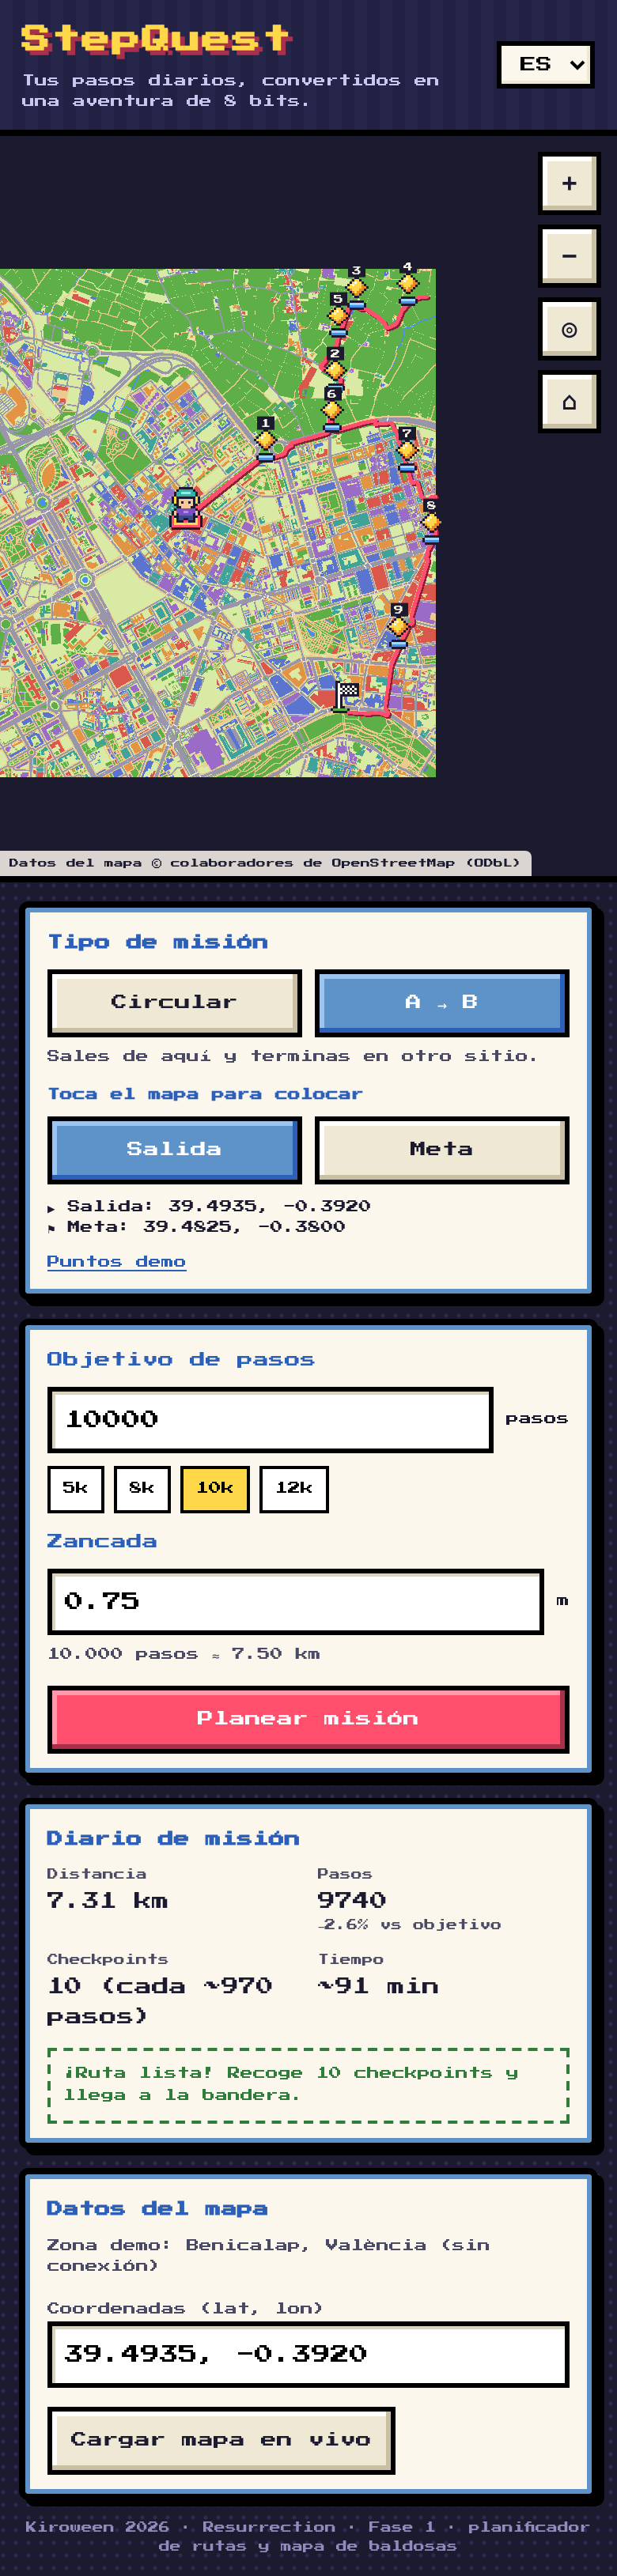 StepQuest
Tus pasos diarios, convertidos en
una aventura de 8 bits.
ES
+
−
◎
⌂
3
4
5
2
6
1
7
8
9
Datos del mapa © colaboradores de OpenStreetMap (ODbL)
Tipo de misión
Circular
A → B
Sales de aquí y terminas en otro sitio.
Toca el mapa para colocar
Salida
Meta
▶ Salida: 39.4935, -0.3920
⚑ Meta: 39.4825, -0.3800
Puntos demo
Objetivo de pasos
10000
pasos
5k
8k
10k
12k
Zancada
0.75
m
10.000 pasos ≈ 7.50 km
Planear misión
Diario de misión
Distancia
7.31 km
Pasos
9740
-2.6% vs objetivo
Checkpoints
10 (cada ~970
pasos)
Tiempo
~91 min
¡Ruta lista! Recoge 10 checkpoints y
llega a la bandera.
Datos del mapa
Zona demo: Benicalap, València (sin
conexión)
Coordenadas (lat, lon)
39.4935, -0.3920
Cargar mapa en vivo
Kiroween 2026 · Resurrection · Fase 1 · planificador
de rutas y mapa de baldosas